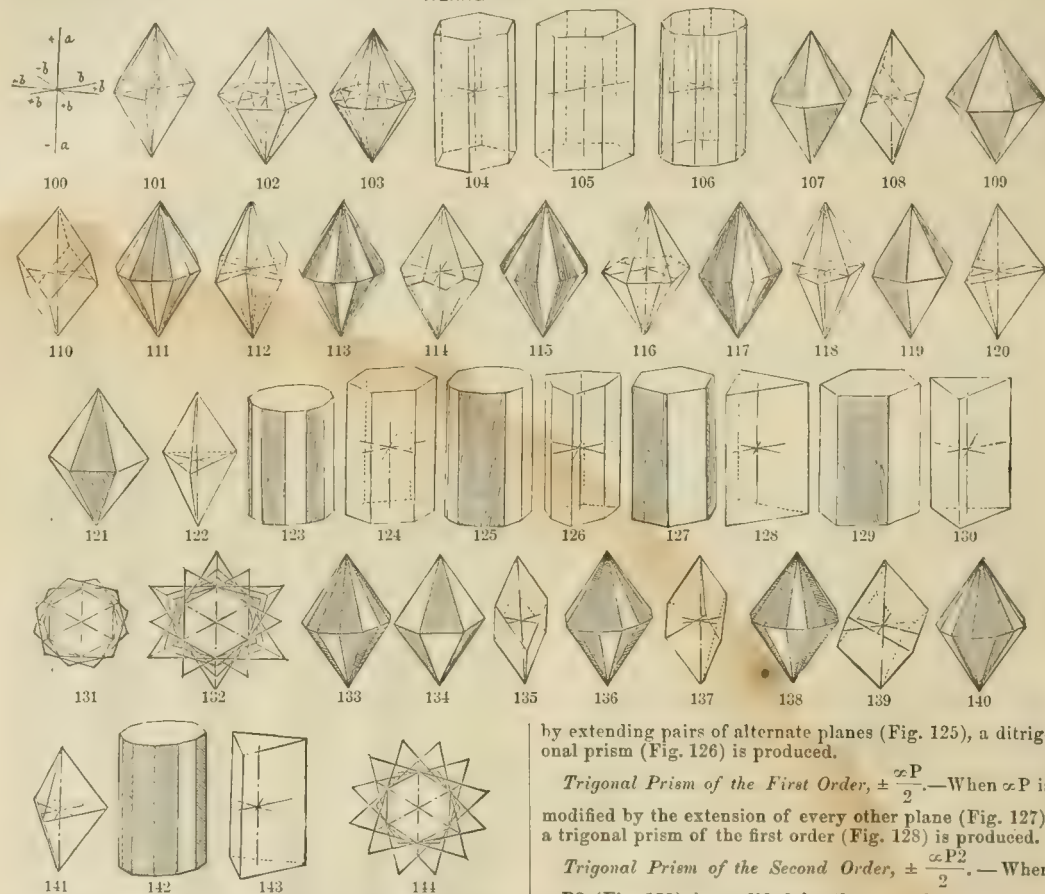 + a
-b -b b
+b +b +b
- a
100 101 102 103 104 105 106 107 108 109
110 111 112 113 114 115 116 117 118 119 120
121 122 123 124 125 126 127 128 129 130
131 132 133 134 135 136 137 138 139 140
141 142 143 144
by extending pairs of alternate planes (Fig. 125), a ditrig-
onal prism (Fig. 126) is produced.
Trigonal Prism of the First Order, ± ∝P/2.—When ∝P is
modified by the extension of every other plane (Fig. 127)
a trigonal prism of the first order (Fig. 128) is produced.
Trigonal Prism of the Second Order, ± ∝P2/2.—When